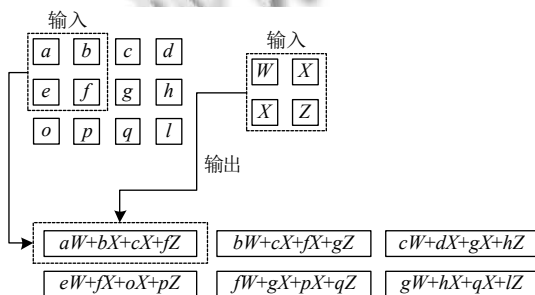 输入
a b c d
e f g h
o p q l
输入
W X
X Z
输出
aW+bX+cX+fZ bW+cX+fX+gZ cW+dX+gX+hZ
eW+fX+oX+pZ fW+gX+pX+qZ gW+hX+qX+lZ